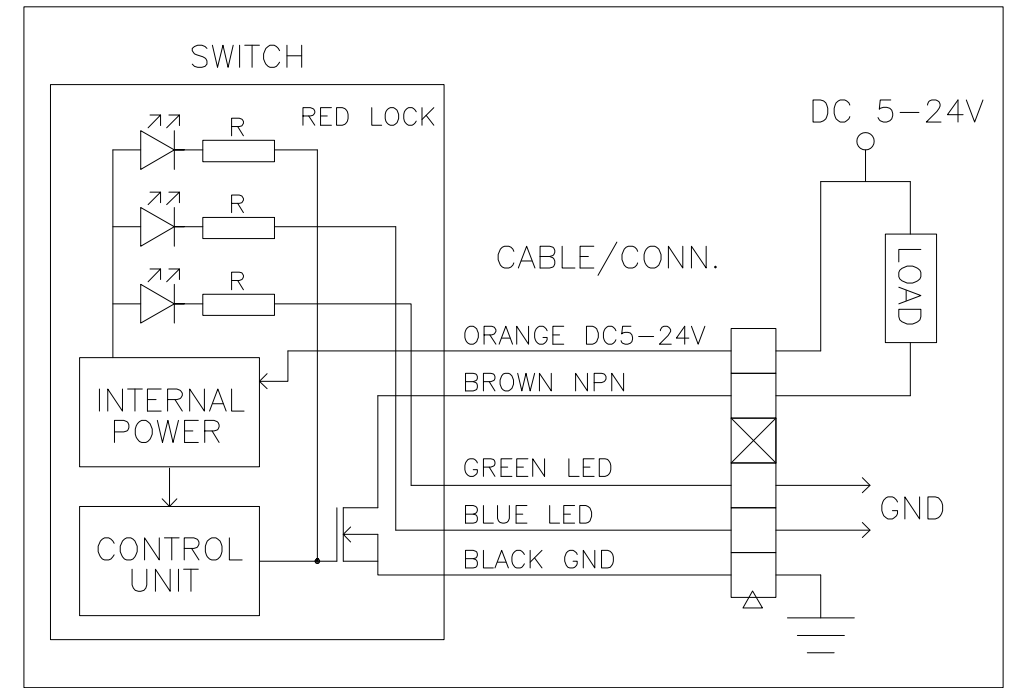 SWITCH
RED LOCK
R
R
R
DC 5-24V
LOAD
CABLE/CONN.
ORANGE DC5-24V
BROWN NPN
INTERNAL
POWER
GREEN LED
BLUE LED
GND
BLACK GND
CONTROL
UNIT